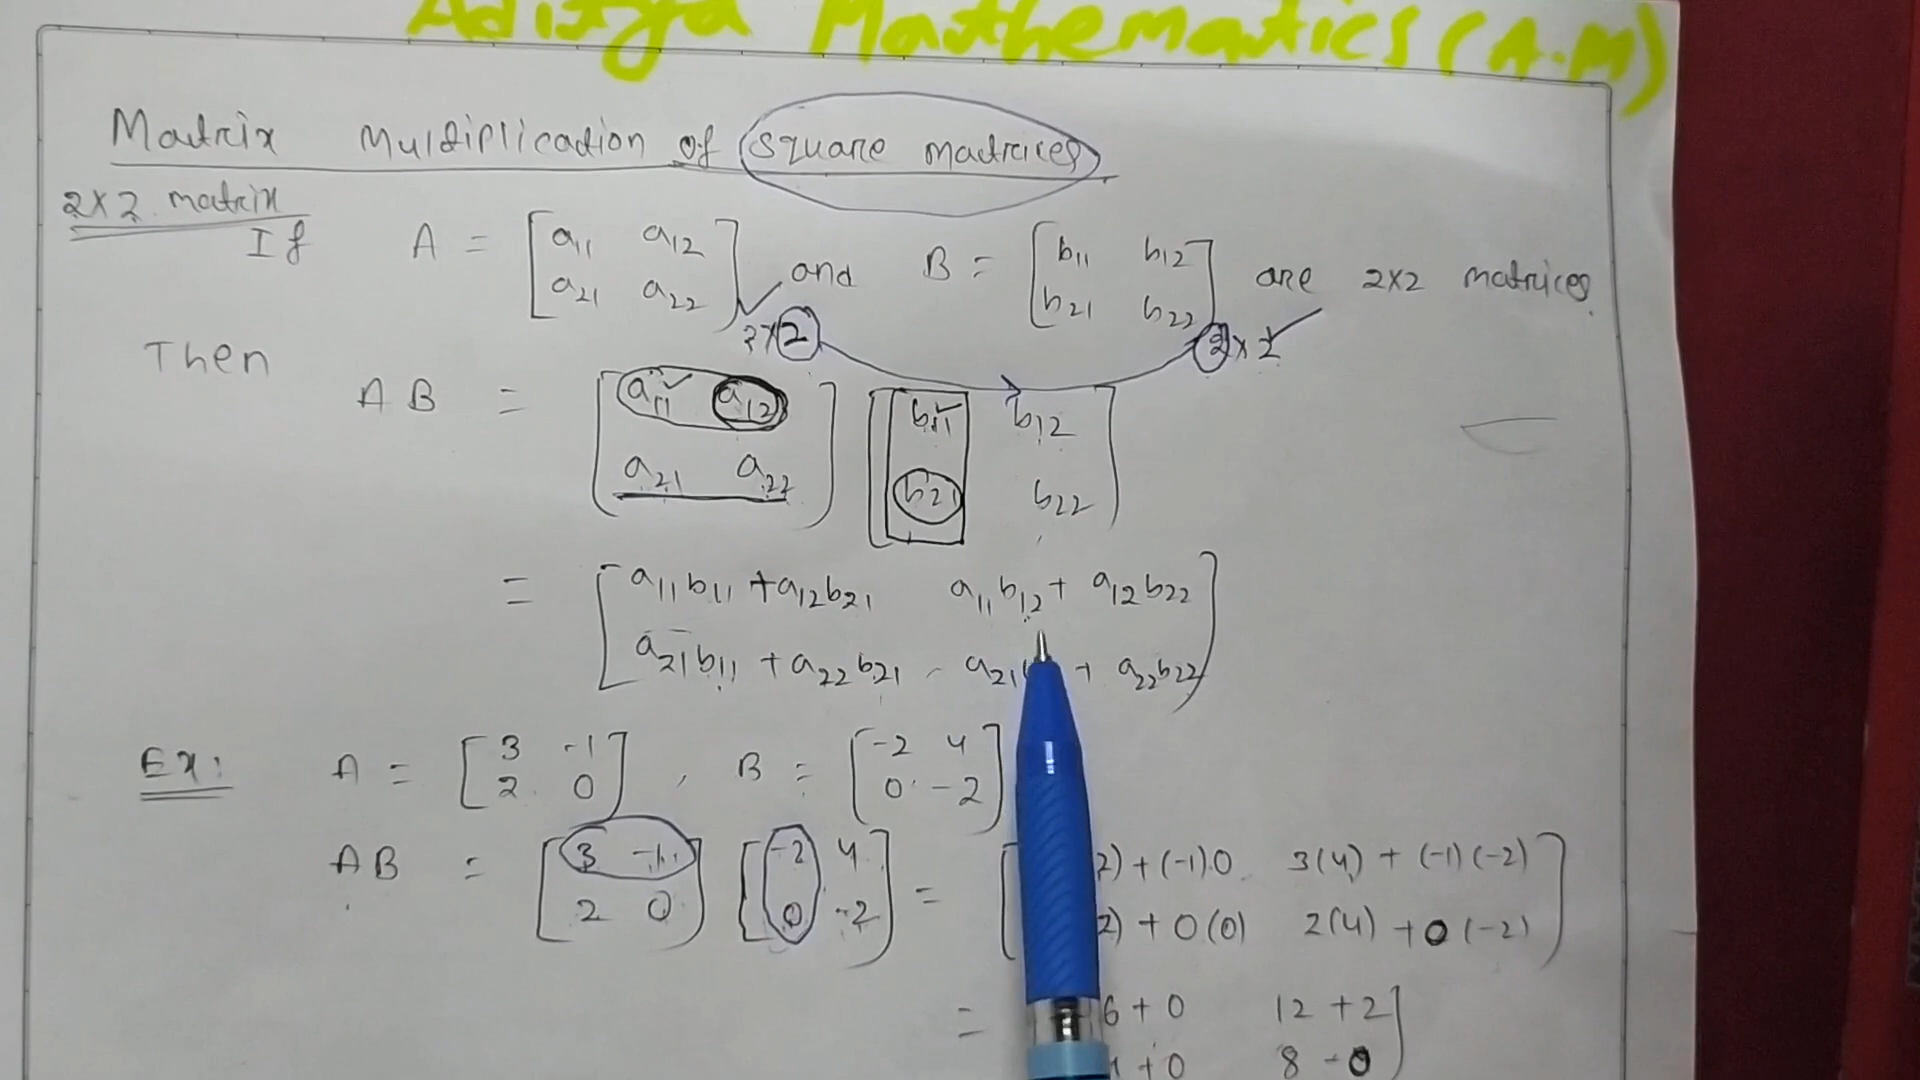 Aditya Mathematics (A.M)
Matrix Multiplication of square matrices
2x2 matrix
If A = [a11 a12 and B = [b11 b12] are 2x2 matrices.
a21 a22] b21 b22]
2x2 2x2
Then
AB = [a11 a12] [b11 b12]
[a21 a22] [b21 b22]
= [a11b11 + a12b21 a11b12 + a12b22]
[a21b11 + a22b21 a21 + a22b22]
Ex: A = [3 -1], B = [-2 4]
[2 0] [0 -2]
AB = [3 -1] [-2 4] = [ 2) + (-1).0 3(4) + (-1)(-2)]
[2 0] [0 -2] [ 2) + 0(0) 2(4) + 0(-2)]
= 6 + 0 12 + 2]
+ 0 8 - 0]